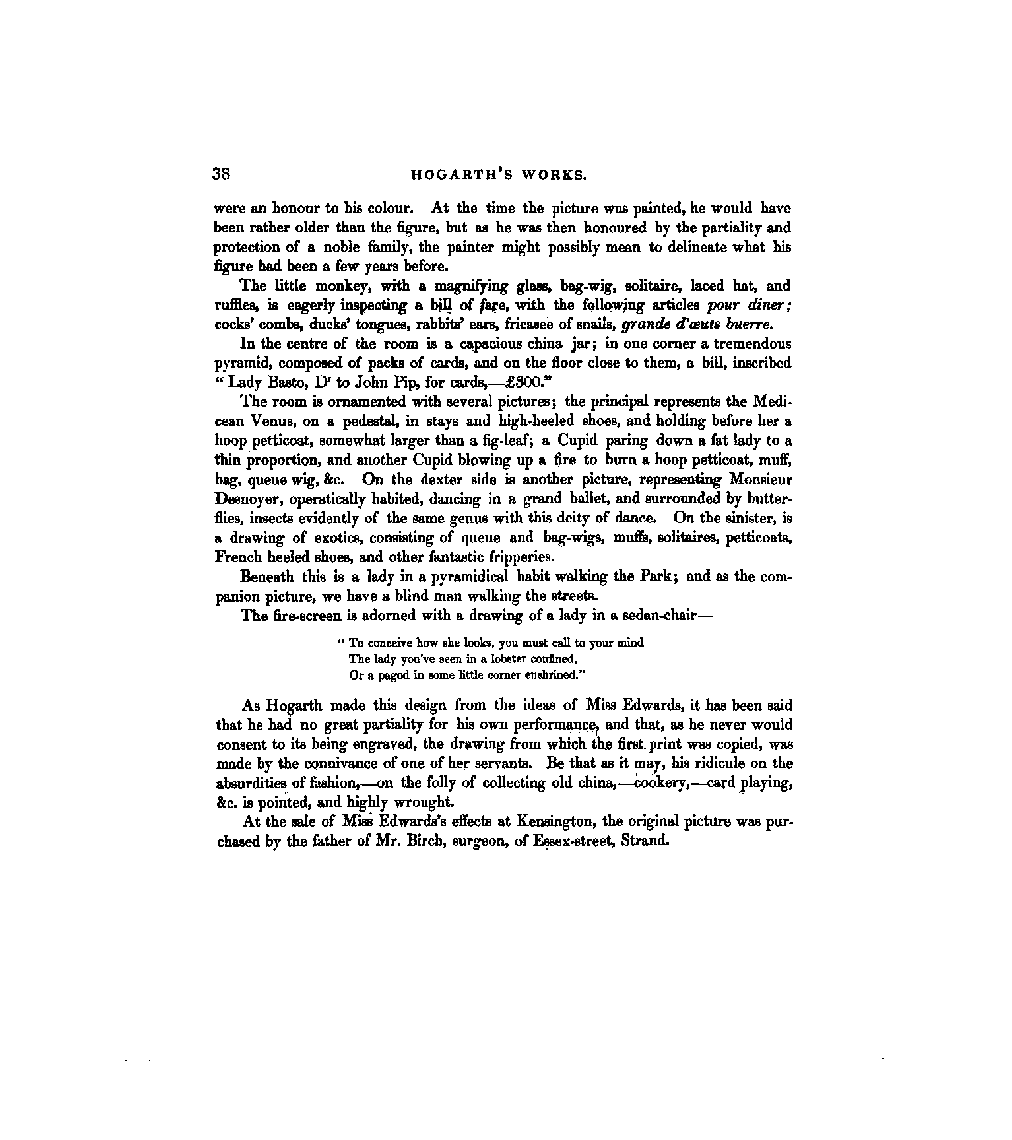 38 HOGARTH'S WORKS.
were an honour to his colour. At the time the picture was painted, he would have
been rather older than the figure, but as he was then honoured by the partiality and
protection of a noble family, the painter might possibly mean to delineate what his
figure had been a few years before.
The little monkey, with a magnifying glass, bag-wig, solitaire, laced hat, and
ruffles, is eagerly inspecting a bill of fare, with the following articles pour diner;
cocks' combs, ducks' tongues, rabbits' ears, fricasee of snails, grande d'œuts buerre.
In the centre of the room is a capacious china jar; in one corner a tremendous
pyramid, composed of packs of cards, and on the floor close to them, a bill, inscribed
" Lady Basto, Dr to John Pip, for cards,—£300."
The room is ornamented with several pictures; the principal represents the Medi-
cean Venus, on a pedestal, in stays and high-heeled shoes, and holding before her a
hoop petticoat, somewhat larger than a fig-leaf; a Cupid paring down a fat lady to a
thin proportion, and another Cupid blowing up a fire to burn a hoop petticoat, muff,
bag, queue wig, &c. On the dexter side is another picture, representing Monsieur
Desnoyer, operatically habited, dancing in a grand ballet, and surrounded by butter-
flies, insects evidently of the same genus with this deity of dance. On the sinister, is
a drawing of exotics, consisting of queue and bag-wigs, muffs, solitaires, petticoats,
French heeled shoes, and other fantastic fripperies.
Beneath this is a lady in a pyramidical habit walking the Park; and as the com-
panion picture, we have a blind man walking the streets.
The fire-screen is adorned with a drawing of a lady in a sedan-chair—
" To conceive how she looks, you must call to your mind
The lady you've seen in a lobster confined,
Or a pagod in some little corner enshrined."
As Hogarth made this design from the ideas of Miss Edwards, it has been said
that he had no great partiality for his own performance, and that, as he never would
consent to its being engraved, the drawing from which the first print was copied, was
made by the connivance of one of her servants. Be that as it may, his ridicule on the
absurdities of fashion,—on the folly of collecting old china,—cookery,—card playing,
&c. is pointed, and highly wrought.
At the sale of Miss Edwards's effects at Kensington, the original picture was pur-
chased by the father of Mr. Birch, surgeon, of Essex-street, Strand.